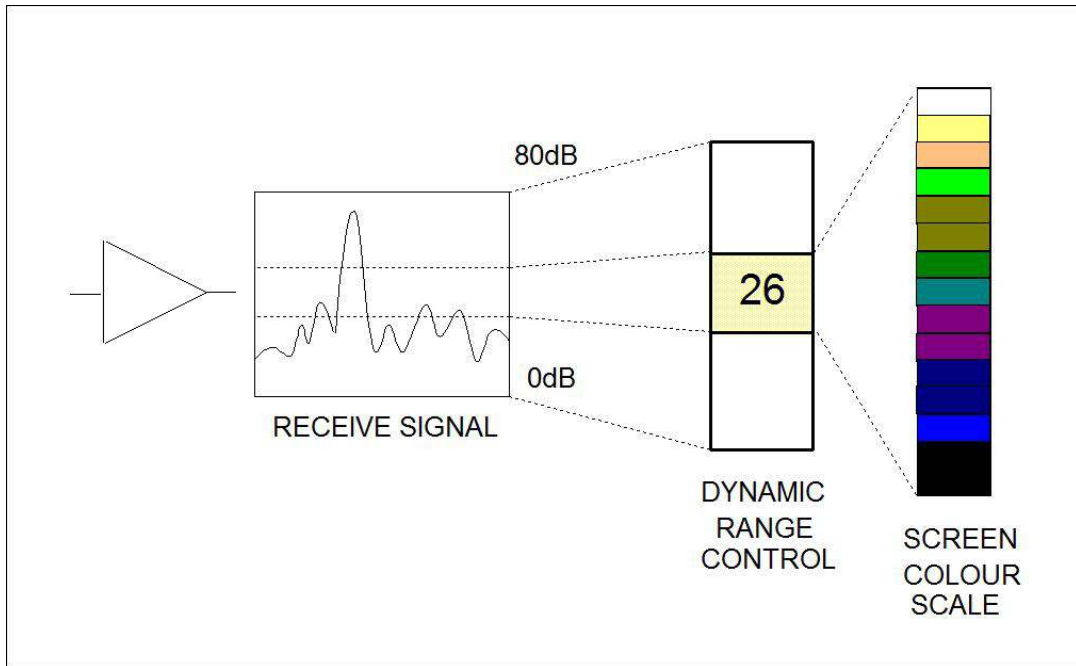 80dB
0dB
RECEIVE SIGNAL
26
DYNAMIC
RANGE
CONTROL
SCREEN
COLOUR
SCALE